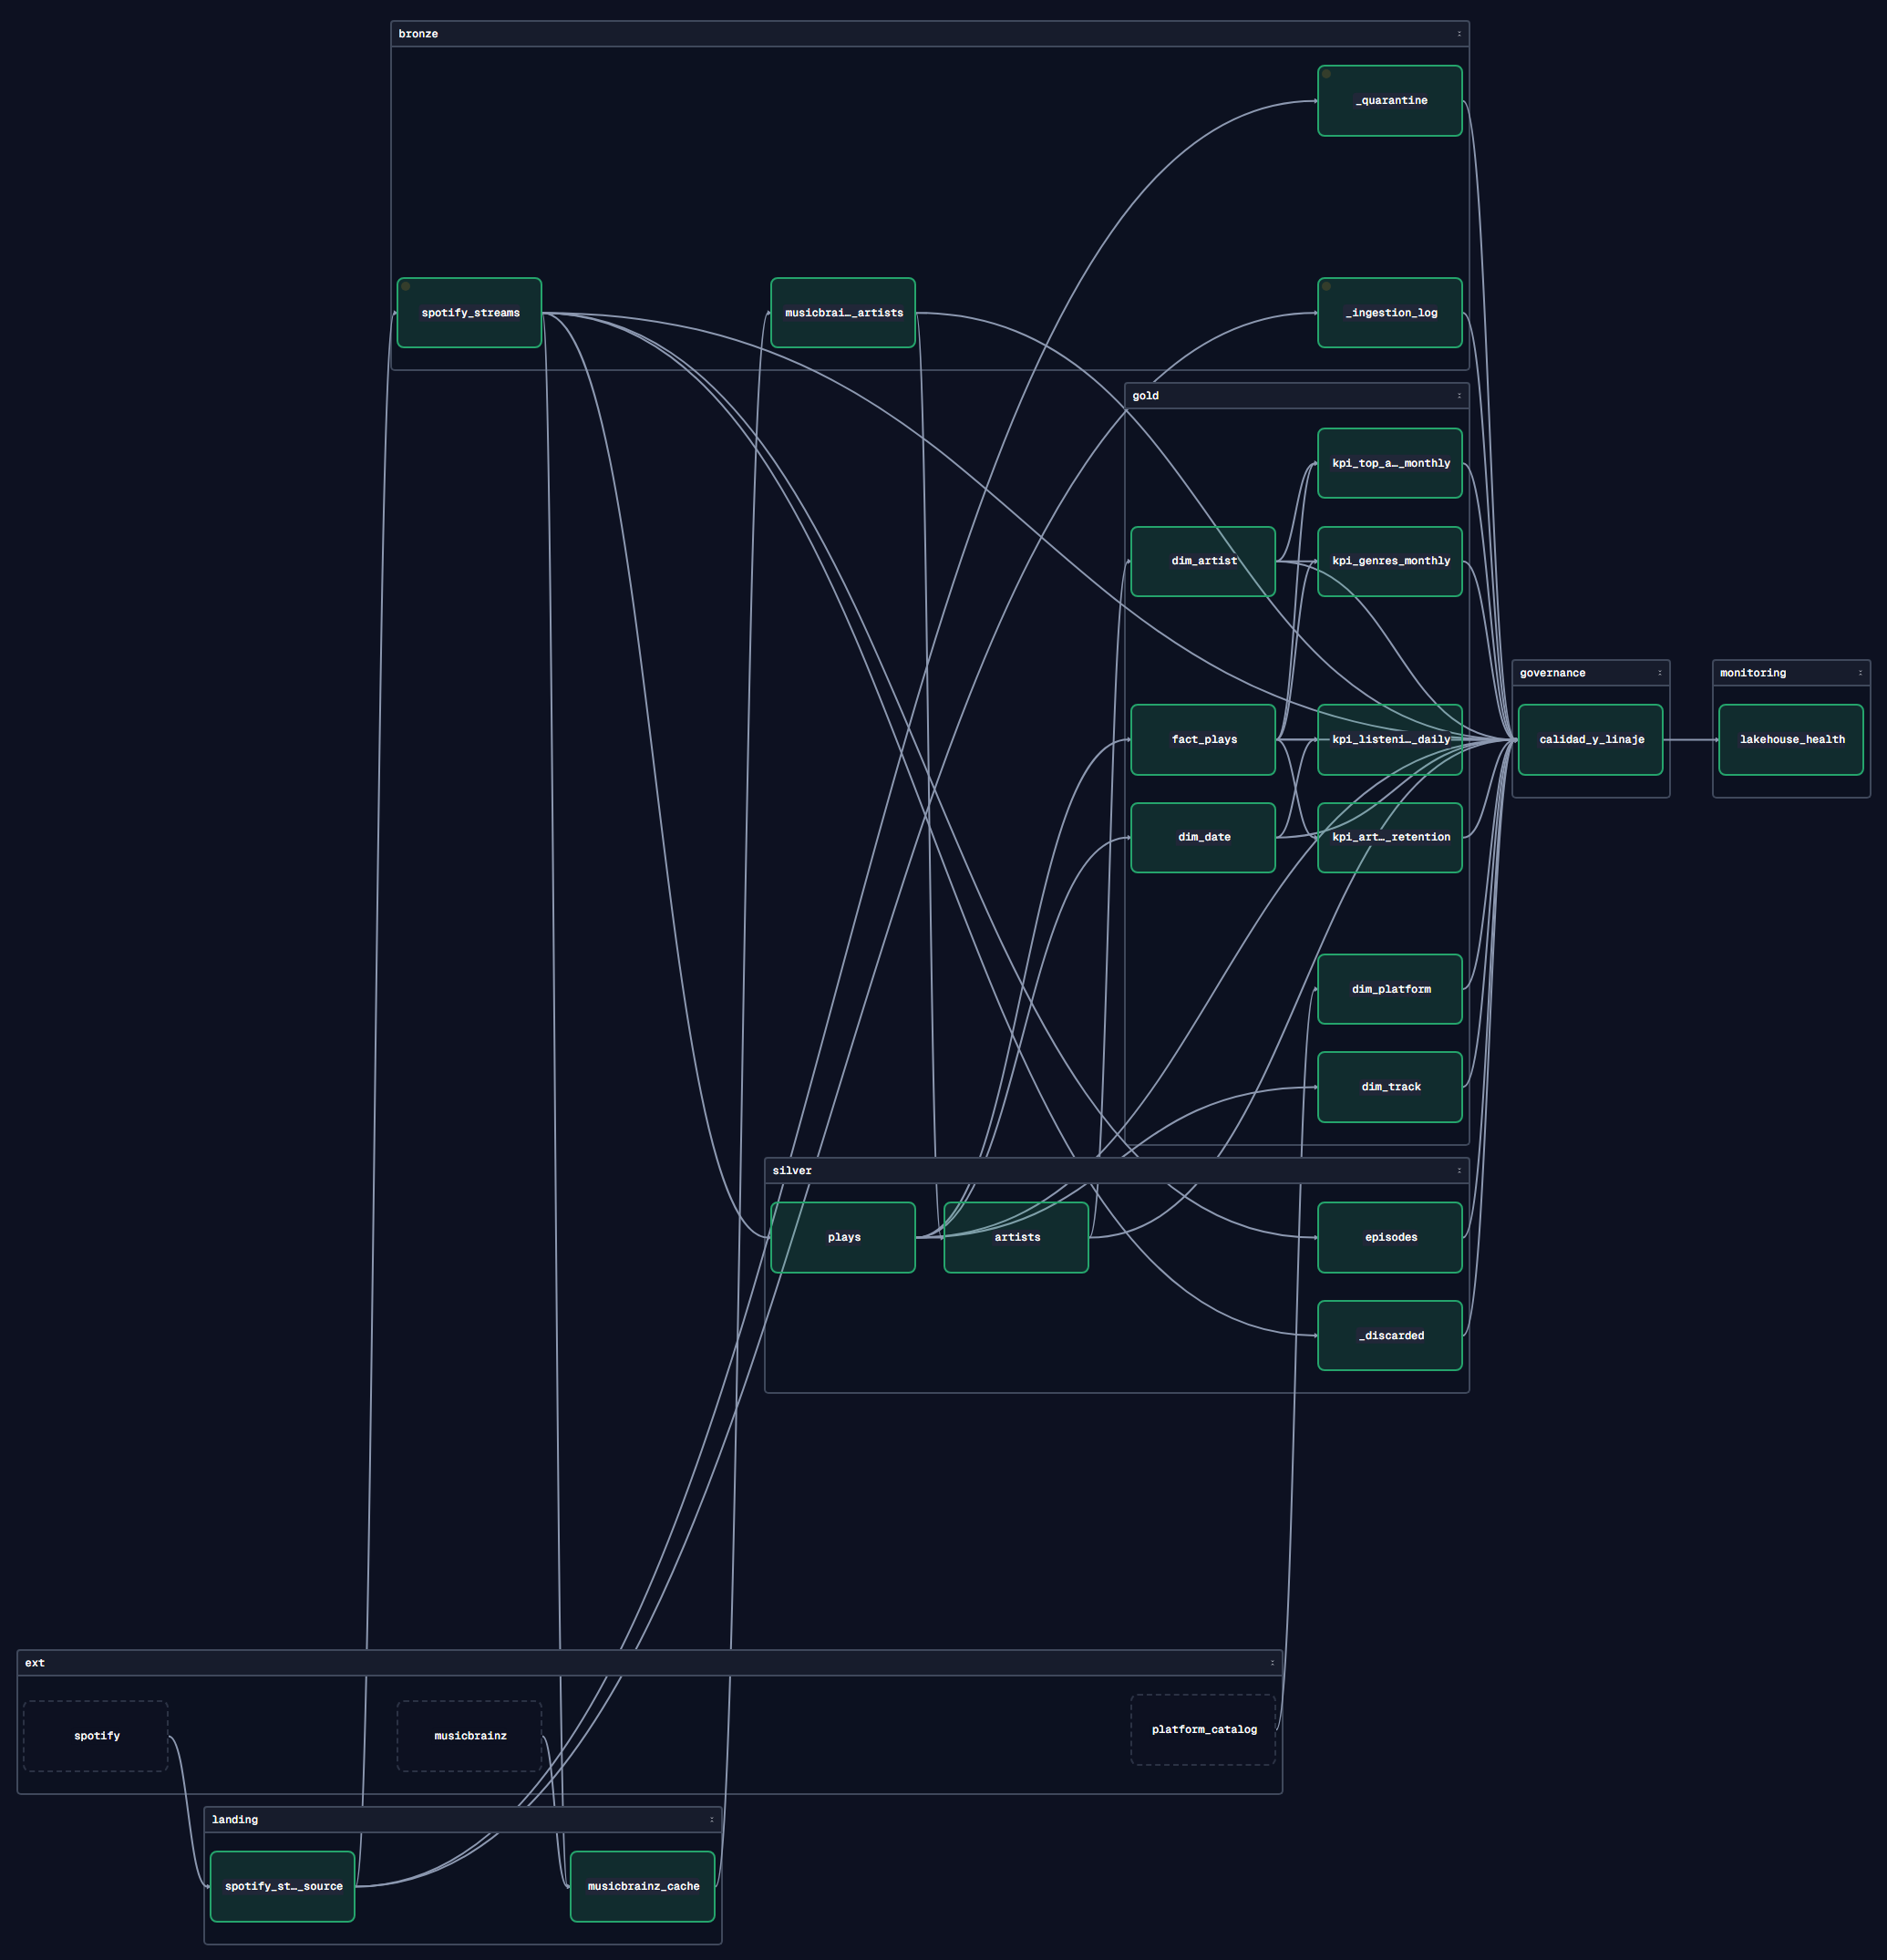 bronze
_quarantine
spotify_streams
musicbrai…_artists
_ingestion_log
gold
kpi_top_a…_monthly
dim_artist
kpi_genres_monthly
governance
monitoring
fact_plays
kpi_listeni…_daily
calidad_y_linaje
lakehouse_health
dim_date
kpi_art…_retention
dim_platform
dim_track
silver
plays
artists
episodes
_discarded
ext
spotify
musicbrainz
platform_catalog
landing
spotify_st…_source
musicbrainz_cache